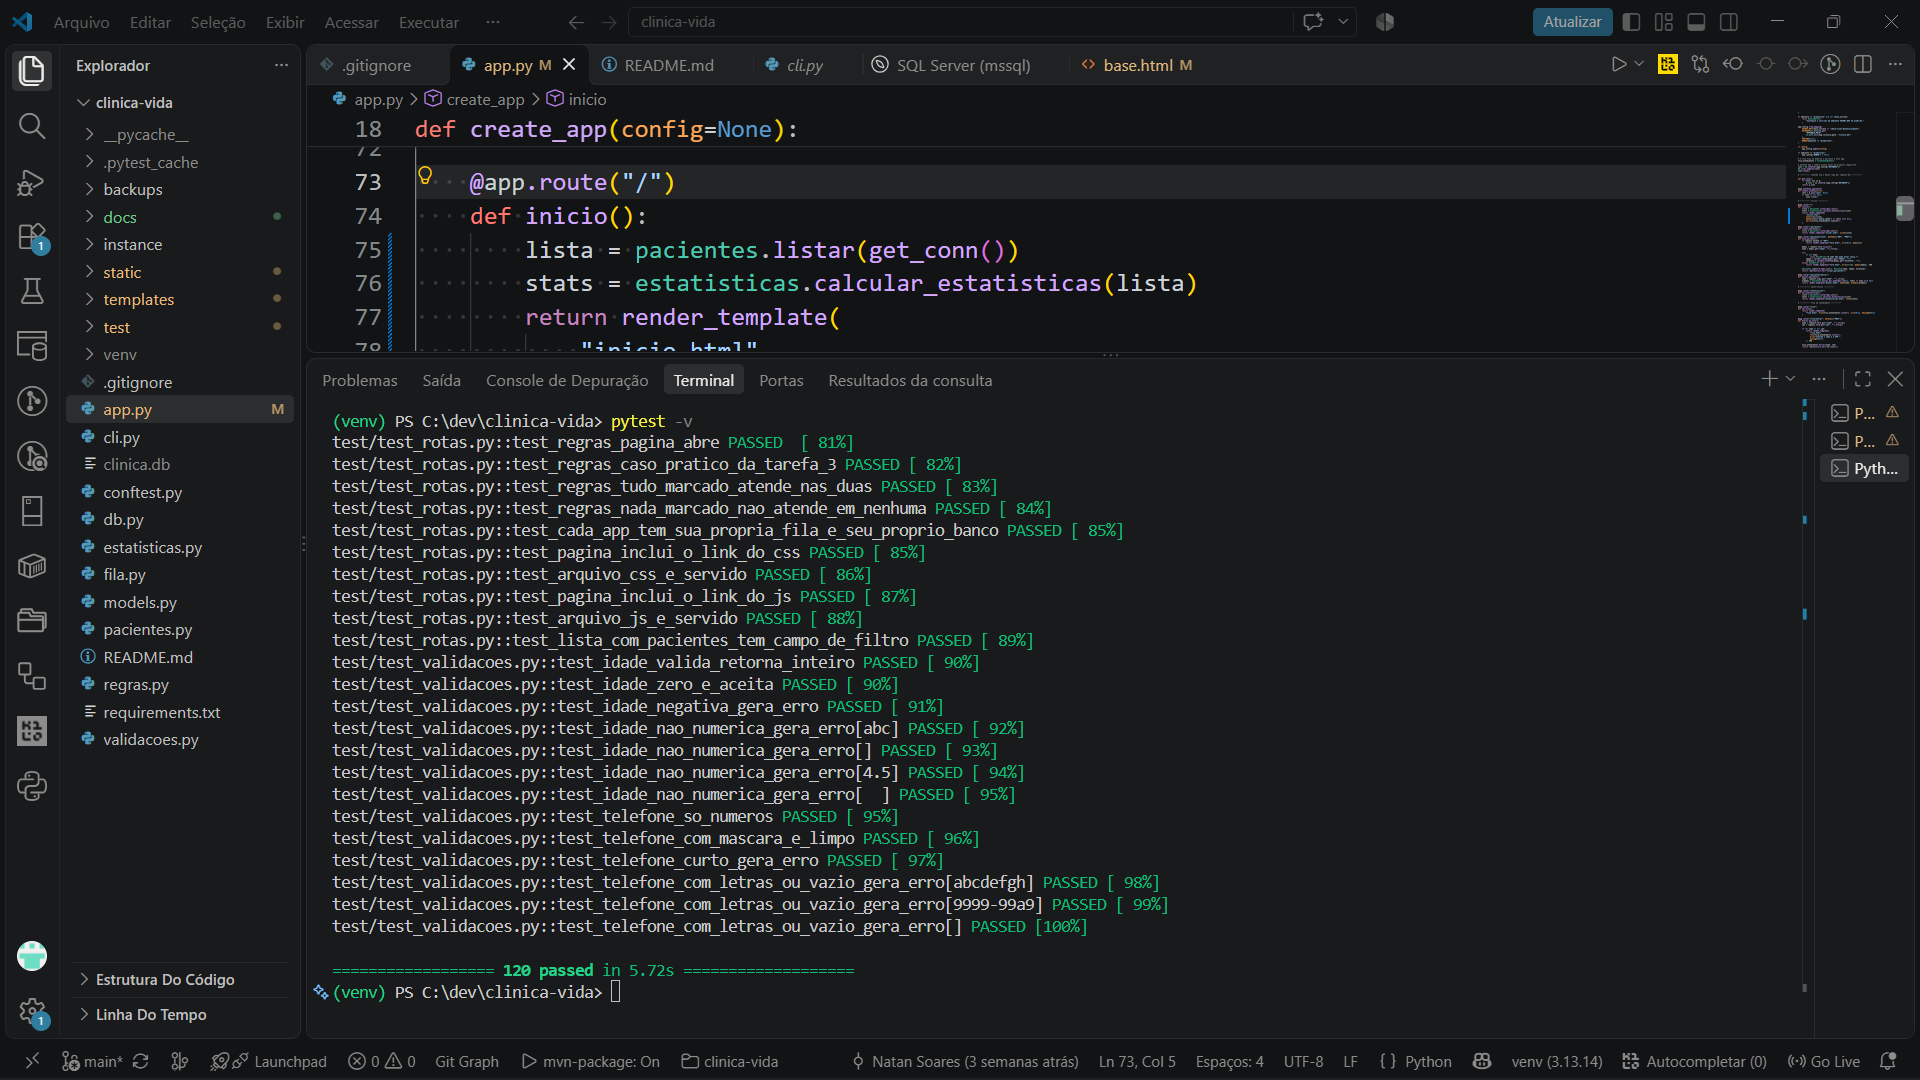 Arquivo Editar Seleção Exibir Acessar Executar ···
clinica-vida
Atualizar
Explorador
.gitignore
app.py M
README.md
cli.py
SQL Server (mssql)
base.html M
clinica-vida
__pycache__
.pytest_cache
backups
docs
instance
static
templates
test
venv
.gitignore
app.py M
cli.py
clinica.db
conftest.py
db.py
estatisticas.py
fila.py
models.py
pacientes.py
README.md
regras.py
requirements.txt
validacoes.py
Estrutura Do Código
Linha Do Tempo
1
1
app.py > create_app > inicio
18 def create_app(config=None):
72
73 @app.route("/")
74 def inicio():
75 lista = pacientes.listar(get_conn())
76 stats = estatisticas.calcular_estatisticas(lista)
77 return render_template(
78 "inicio.html"
Problemas Saída Console de Depuração Terminal Portas Resultados da consulta
(venv) PS C:\dev\clinica-vida> pytest -v
test/test_rotas.py::test_regras_pagina_abre PASSED [ 81%]
test/test_rotas.py::test_regras_caso_pratico_da_tarefa_3 PASSED [ 82%]
test/test_rotas.py::test_regras_tudo_marcado_atende_nas_duas PASSED [ 83%]
test/test_rotas.py::test_regras_nada_marcado_nao_atende_em_nenhuma PASSED [ 84%]
test/test_rotas.py::test_cada_app_tem_sua_propria_fila_e_seu_proprio_banco PASSED [ 85%]
test/test_rotas.py::test_pagina_inclui_o_link_do_css PASSED [ 85%]
test/test_rotas.py::test_arquivo_css_e_servido PASSED [ 86%]
test/test_rotas.py::test_pagina_inclui_o_link_do_js PASSED [ 87%]
test/test_rotas.py::test_arquivo_js_e_servido PASSED [ 88%]
test/test_rotas.py::test_lista_com_pacientes_tem_campo_de_filtro PASSED [ 89%]
test/test_validacoes.py::test_idade_valida_retorna_inteiro PASSED [ 90%]
test/test_validacoes.py::test_idade_zero_e_aceita PASSED [ 90%]
test/test_validacoes.py::test_idade_negativa_gera_erro PASSED [ 91%]
test/test_validacoes.py::test_idade_nao_numerica_gera_erro[abc] PASSED [ 92%]
test/test_validacoes.py::test_idade_nao_numerica_gera_erro[] PASSED [ 93%]
test/test_validacoes.py::test_idade_nao_numerica_gera_erro[4.5] PASSED [ 94%]
test/test_validacoes.py::test_idade_nao_numerica_gera_erro[  ] PASSED [ 95%]
test/test_validacoes.py::test_telefone_so_numeros PASSED [ 95%]
test/test_validacoes.py::test_telefone_com_mascara_e_limpo PASSED [ 96%]
test/test_validacoes.py::test_telefone_curto_gera_erro PASSED [ 97%]
test/test_validacoes.py::test_telefone_com_letras_ou_vazio_gera_erro[abcdefgh] PASSED [ 98%]
test/test_validacoes.py::test_telefone_com_letras_ou_vazio_gera_erro[9999-99a9] PASSED [ 99%]
test/test_validacoes.py::test_telefone_com_letras_ou_vazio_gera_erro[] PASSED [100%]
================== 120 passed in 5.72s ===================
(venv) PS C:\dev\clinica-vida>
P...
P...
Pyth...
main* Launchpad 0 0 Git Graph mvn-package: On clinica-vida Natan Soares (3 semanas atrás) Ln 73, Col 5 Espaços: 4 UTF-8 LF { } Python venv (3.13.14) Autocompletar (0) Go Live